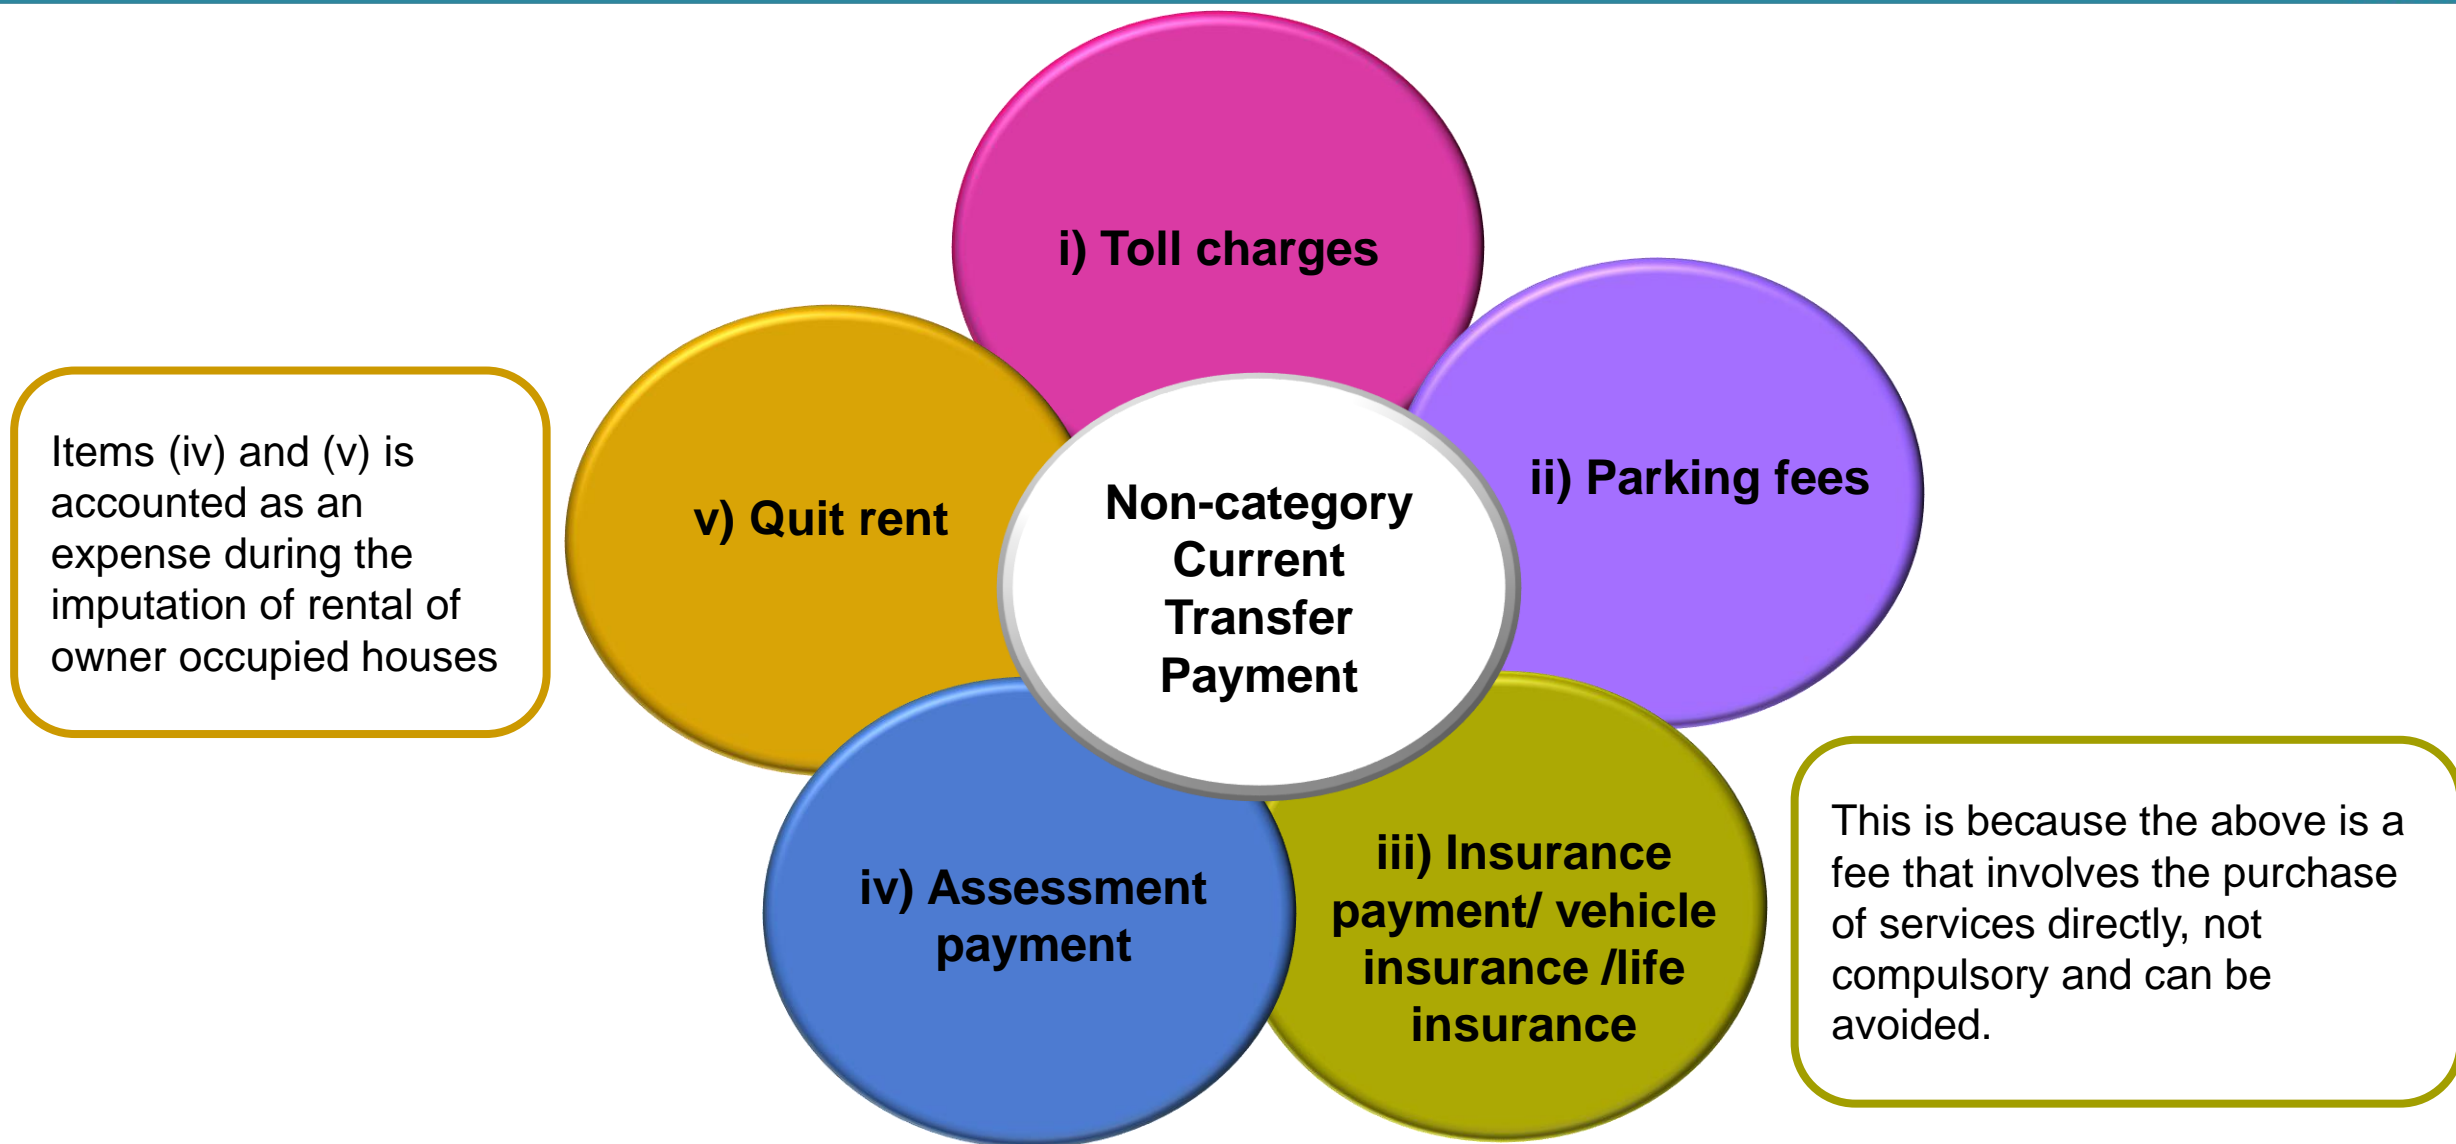 i) Toll charges
ii) Parking fees
Items (iv) and (v) is
accounted as an
expense during the
imputation of rental of
owner occupied houses
v) Quit rent
Non-category
Current
Transfer
Payment
iv) Assessment
payment
iii) Insurance
payment/ vehicle
insurance /life
insurance
This is because the above is a
fee that involves the purchase
of services directly, not
compulsory and can be
avoided.